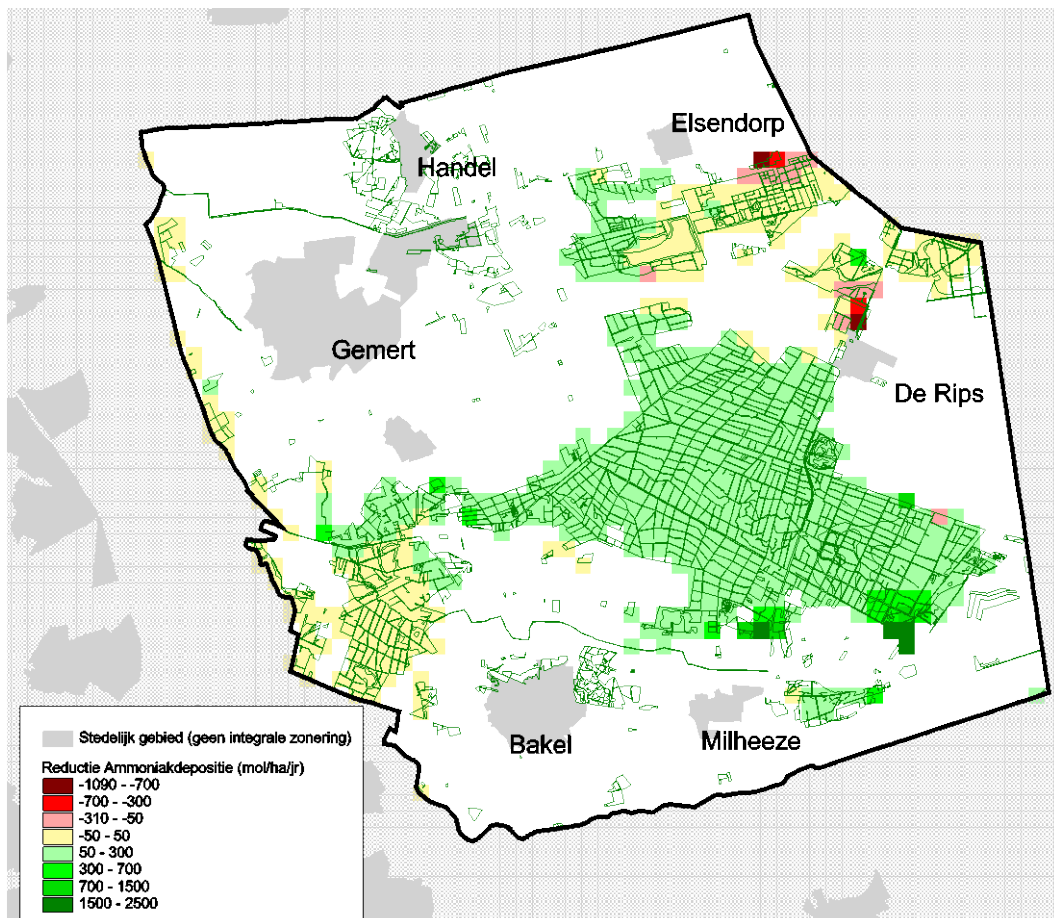 Elsendorp
Handel
Gemert
De Rips
Bakel
Milheeze
Stedelijk gebied (geen integrale zonering)
Reductie Ammoniakdepositie (mol/ha/jr)
-1090 - -700
-700 - -300
-310 - -50
-50 - 50
50 - 300
300 - 700
700 - 1500
1500 - 2500